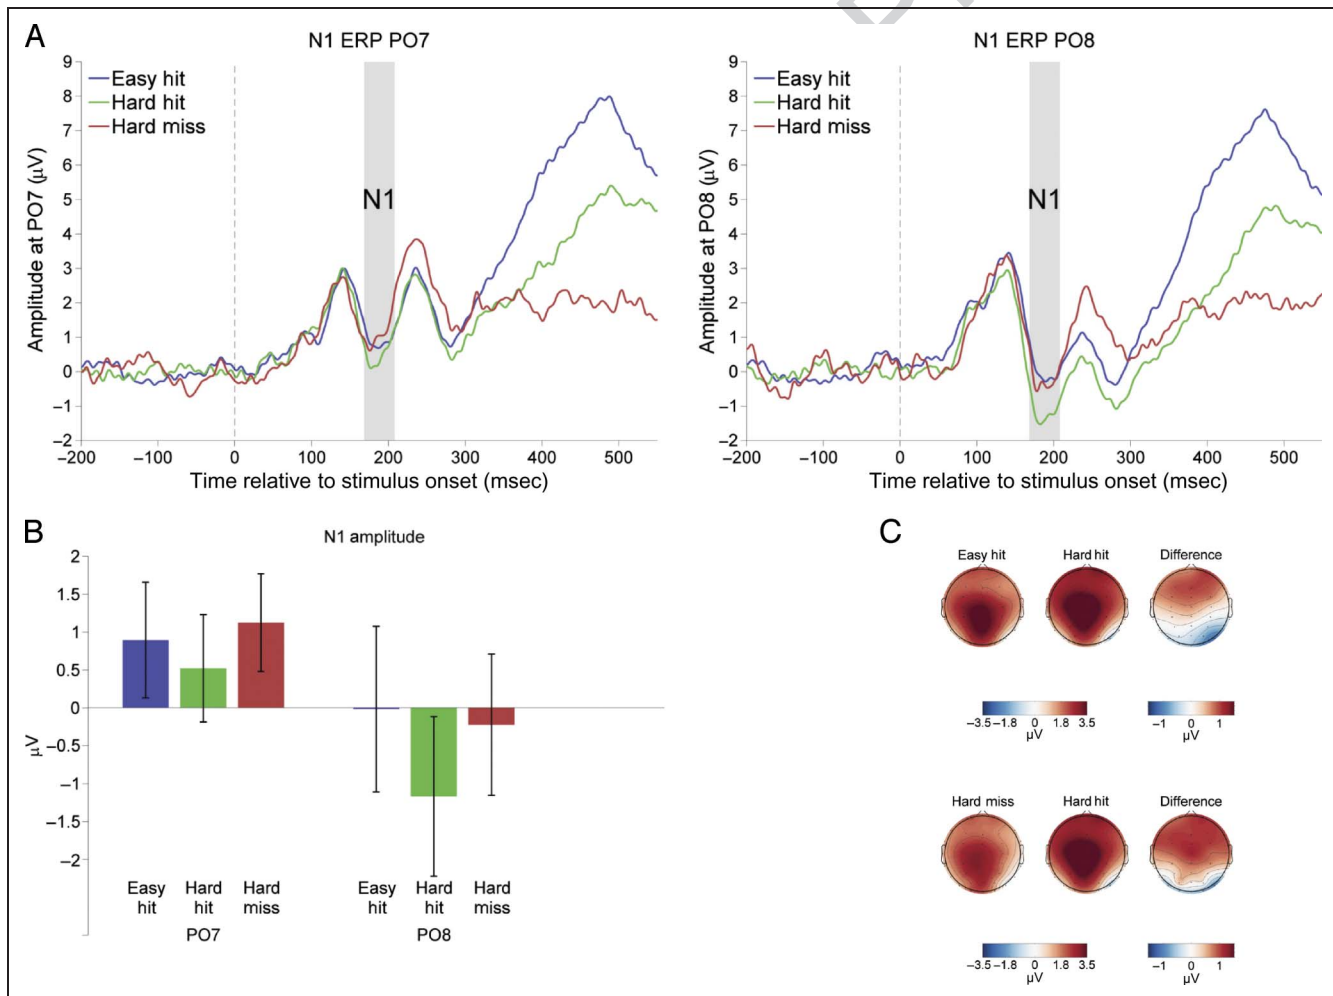 A
N1 ERP PO7
Easy hit
Hard hit
Hard miss
N1
Amplitude at PO7 (µV)
9
8
7
6
5
4
3
2
1
0
–1
–2
–200 –100 0 100 200 300 400 500
Time relative to stimulus onset (msec)
N1 ERP PO8
Easy hit
Hard hit
Hard miss
N1
Amplitude at PO8 (µV)
9
8
7
6
5
4
3
2
1
0
–1
–2
–200 –100 0 100 200 300 400 500
Time relative to stimulus onset (msec)
B
N1 amplitude
µV
2
1.5
1
0.5
0
–0.5
–1
–1.5
–2
Easy hit
Hard hit
Hard miss
PO7
Easy hit
Hard hit
Hard miss
PO8
C
Easy hit Hard hit Difference
–3.5 –1.8 0 1.8 3.5
µV
–1 0 1
µV
Hard miss Hard hit Difference
–3.5 –1.8 0 1.8 3.5
µV
–1 0 1
µV